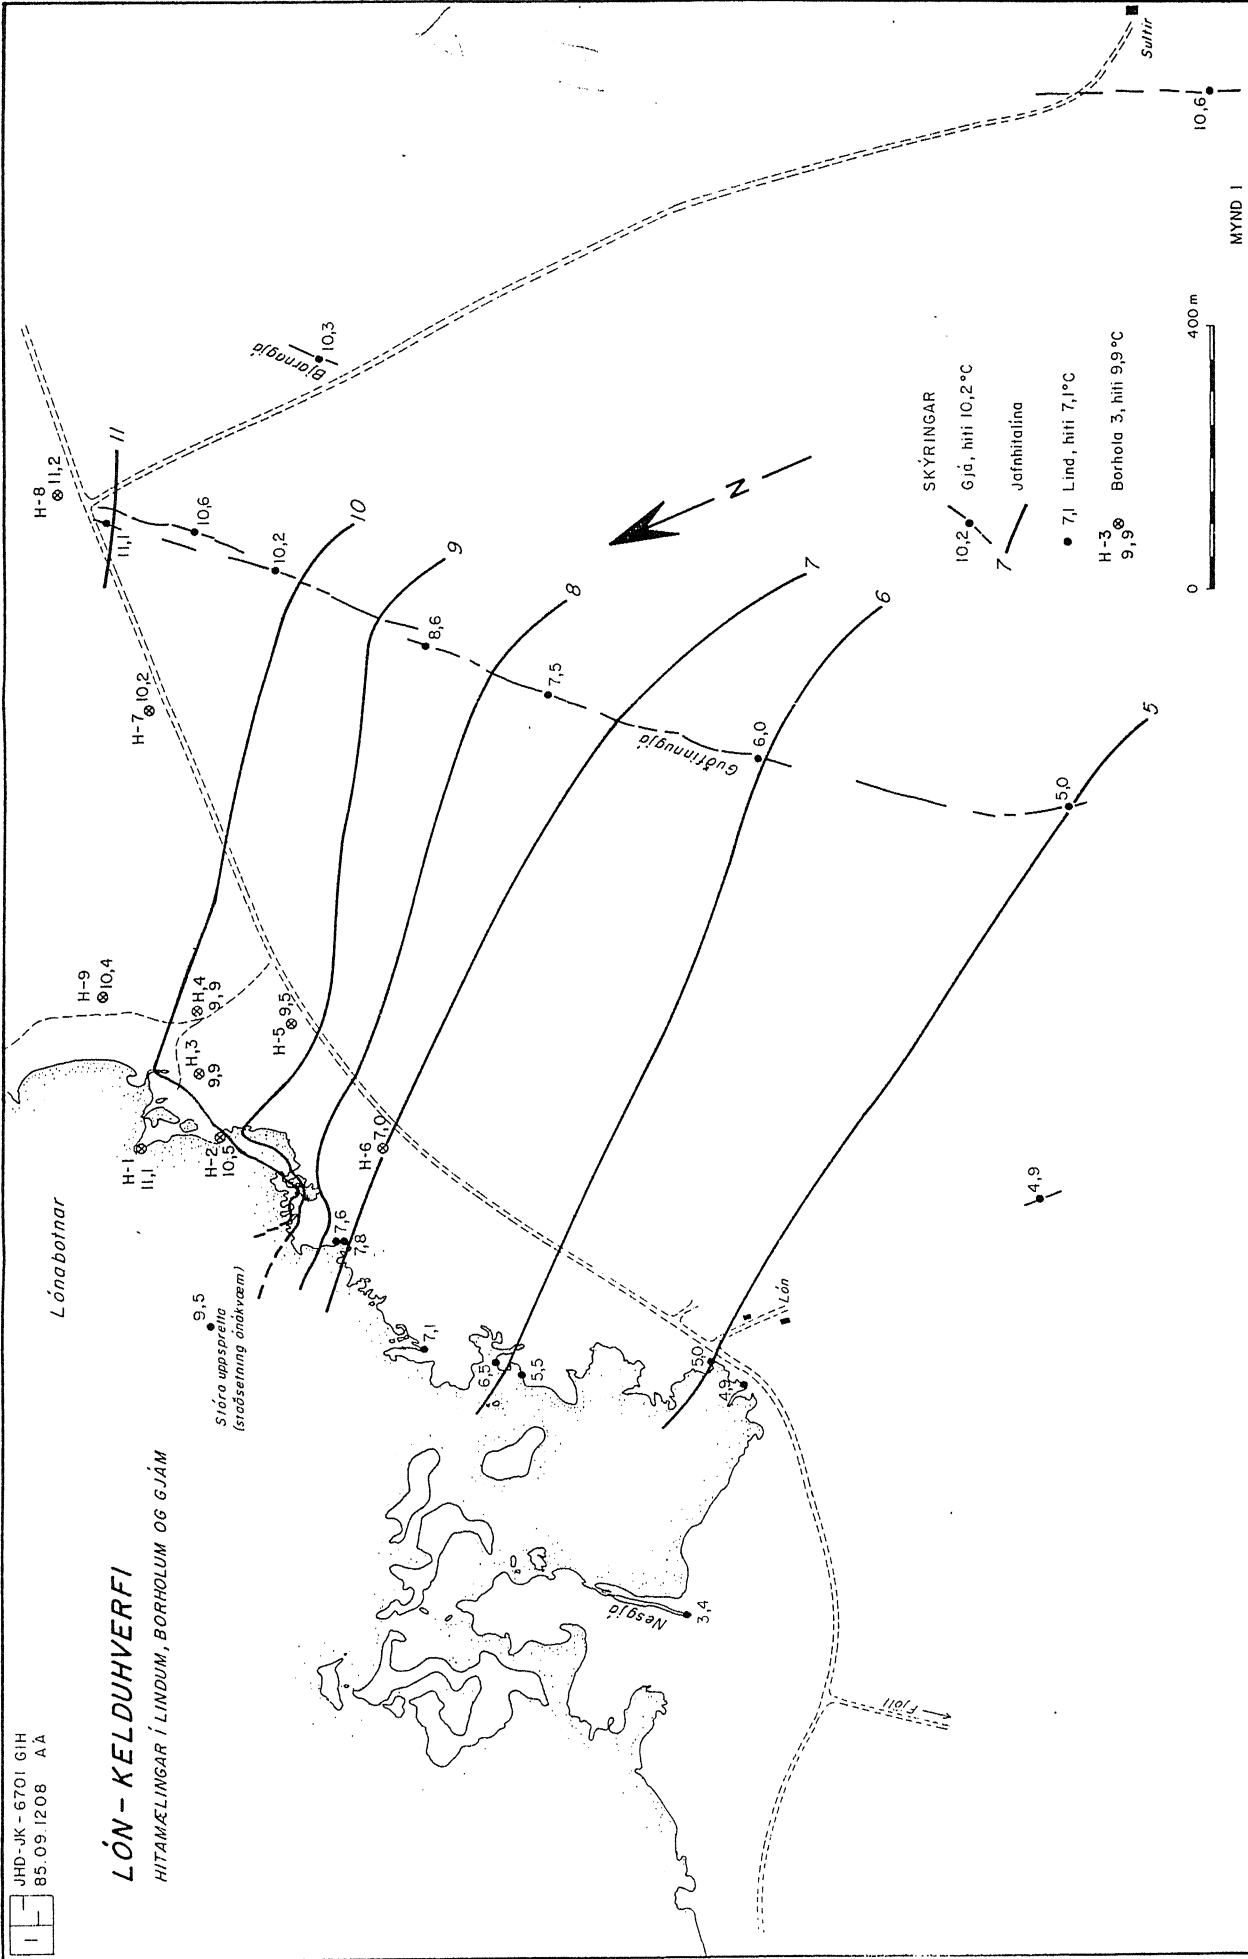 JHD-JK-6701 GIH
85.09.1208 AÁ
LÓN - KELDUHVERFI
HITAMÆLINGAR Í LINDUM, BORHOLUM OG GJÁM
Lónabotnar
9,5
Stóra uppspretta
(staðsetning ónákvæm)
H-1
11,1
H-2
10,5
H,3
9,9
H,4
9,9
H-9
10,4
H-5
9,5
H-6
7,0
H-7
10,2
H-8
11,2
11
11,1
10,6
10,2
8,6
7,5
6,0
5,0
Guðfinnugjá
10
9
8
7
6
5
Bjarnagjá
10,3
Sultir
10,6
7,6
7,8
7,1
6,5
5,5
5,0
4,9
Lón
4,9
Nesgjá
3,4
Fjöll
N
SKÝRINGAR
10,2 Gjá, hiti 10,2°C
7 Jafnhitalína
7,1 Lind, hiti 7,1°C
H-3
9,9 Borhola 3, hiti 9,9°C
0 400 m
MYND 1